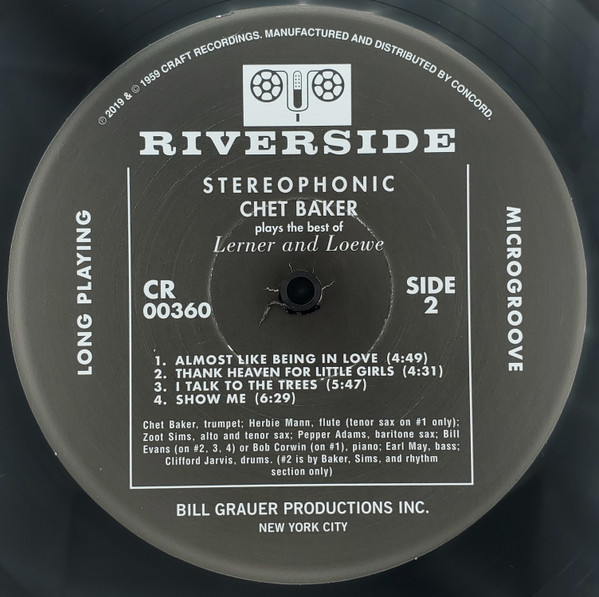 ℗ 2019 & © 1959 CRAFT RECORDINGS. MANUFACTURED AND DISTRIBUTED BY CONCORD.
RIVERSIDE
STEREOPHONIC
CHET BAKER
plays the best of
Lerner and Loewe
LONG PLAYING
MICROGROOVE
CR
00360
SIDE
2
1. ALMOST LIKE BEING IN LOVE (4:49)
2. THANK HEAVEN FOR LITTLE GIRLS (4:31)
3. I TALK TO THE TREES (5:47)
4. SHOW ME (6:29)
Chet Baker, trumpet; Herbie Mann, flute (tenor sax on #1 only);
Zoot Sims, alto and tenor sax; Pepper Adams, baritone sax; Bill
Evans (on #2, 3, 4) or Bob Corwin (on #1), piano; Earl May, bass;
Clifford Jarvis, drums. (#2 is by Baker, Sims, and rhythm
section only)
BILL GRAUER PRODUCTIONS INC.
NEW YORK CITY